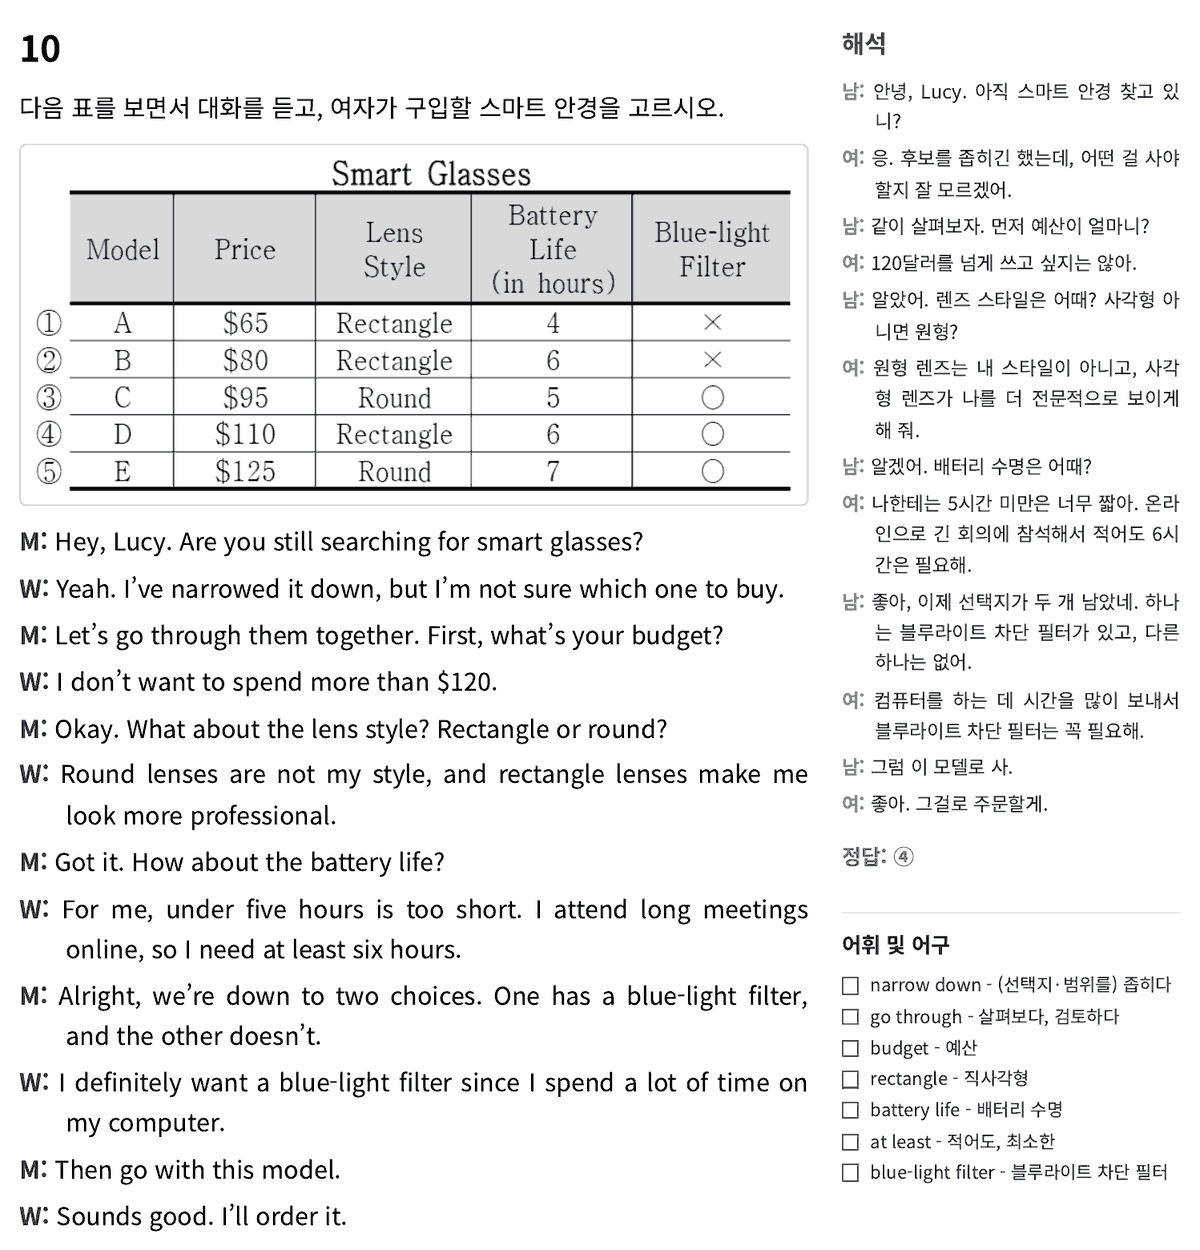 10
다음 표를 보면서 대화를 듣고, 여자가 구입할 스마트 안경을 고르시오.
Smart Glasses
Model Price Lens Style Battery Life (in hours) Blue-light Filter
① A $65 Rectangle 4 ×
② B $80 Rectangle 6 ×
③ C $95 Round 5 ○
④ D $110 Rectangle 6 ○
⑤ E $125 Round 7 ○
M: Hey, Lucy. Are you still searching for smart glasses?
W: Yeah. I’ve narrowed it down, but I’m not sure which one to buy.
M: Let’s go through them together. First, what’s your budget?
W: I don’t want to spend more than $120.
M: Okay. What about the lens style? Rectangle or round?
W: Round lenses are not my style, and rectangle lenses make me
look more professional.
M: Got it. How about the battery life?
W: For me, under five hours is too short. I attend long meetings
online, so I need at least six hours.
M: Alright, we’re down to two choices. One has a blue-light filter,
and the other doesn’t.
W: I definitely want a blue-light filter since I spend a lot of time on
my computer.
M: Then go with this model.
W: Sounds good. I’ll order it.
해석
남: 안녕, Lucy. 아직 스마트 안경 찾고 있
니?
여: 응. 후보를 좁히긴 했는데, 어떤 걸 사야
할지 잘 모르겠어.
남: 같이 살펴보자. 먼저 예산이 얼마니?
여: 120달러를 넘게 쓰고 싶지는 않아.
남: 알았어. 렌즈 스타일은 어때? 사각형 아
니면 원형?
여: 원형 렌즈는 내 스타일이 아니고, 사각
형 렌즈가 나를 더 전문적으로 보이게
해 줘.
남: 알겠어. 배터리 수명은 어때?
여: 나한테는 5시간 미만은 너무 짧아. 온라
인으로 긴 회의에 참석해서 적어도 6시
간은 필요해.
남: 좋아, 이제 선택지가 두 개 남았네. 하나
는 블루라이트 차단 필터가 있고, 다른
하나는 없어.
여: 컴퓨터를 하는 데 시간을 많이 보내서
블루라이트 차단 필터는 꼭 필요해.
남: 그럼 이 모델로 사.
여: 좋아. 그걸로 주문할게.
정답: ④
어휘 및 어구
□ narrow down - (선택지·범위를) 좁히다
□ go through - 살펴보다, 검토하다
□ budget - 예산
□ rectangle - 직사각형
□ battery life - 배터리 수명
□ at least - 적어도, 최소한
□ blue-light filter - 블루라이트 차단 필터